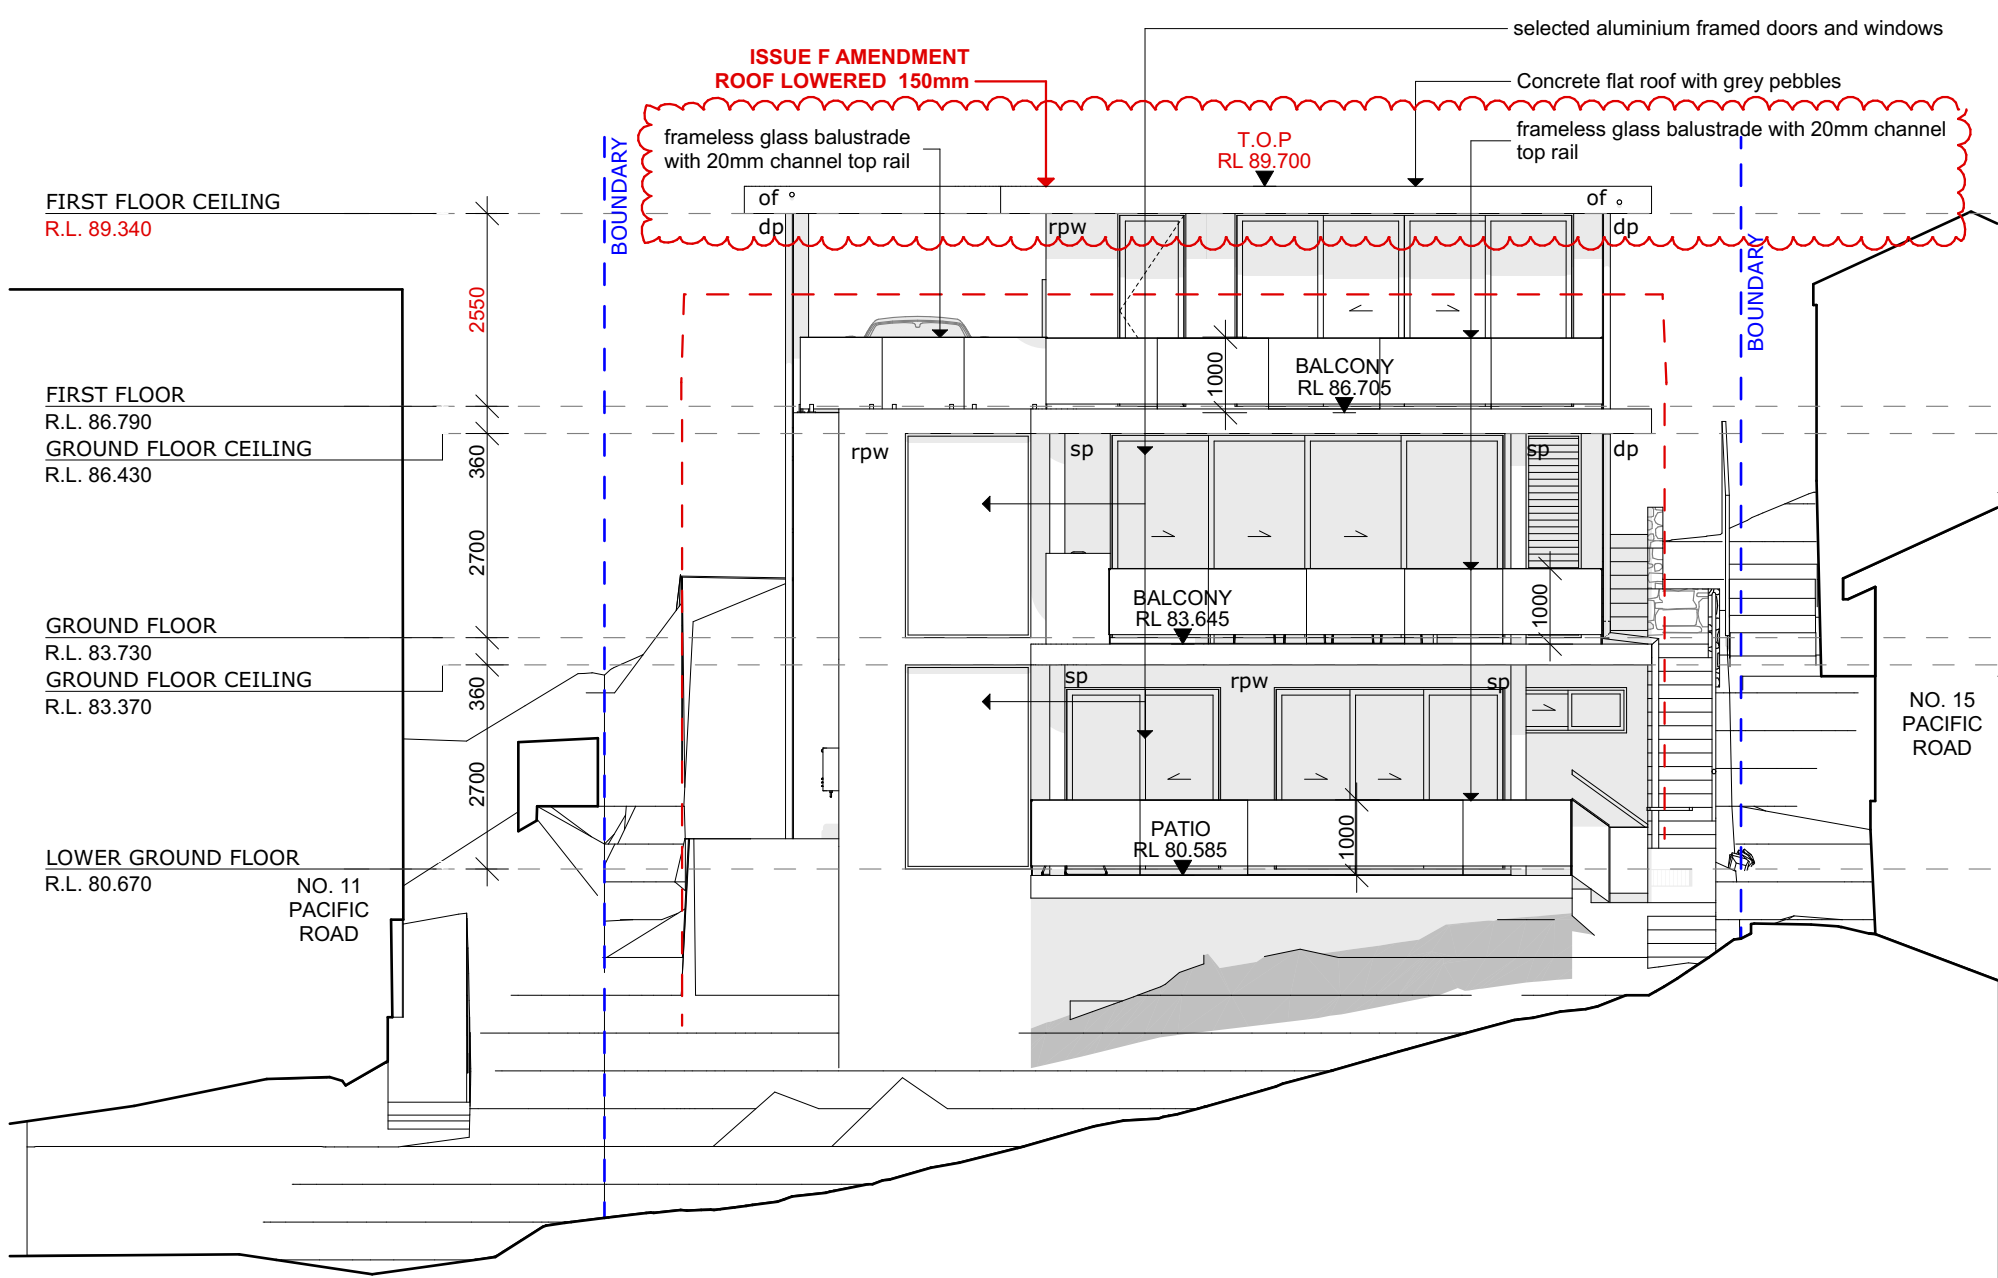 selected aluminium framed doors and windows
ISSUE F AMENDMENT
ROOF LOWERED 150mm
Concrete flat roof with grey pebbles
frameless glass balustrade
with 20mm channel top rail
T.O.P
RL 89.700
frameless glass balustrade with 20mm channel
top rail
BOUNDARY
BOUNDARY
FIRST FLOOR CEILING
R.L. 89.340
of
of
dp
rpw
dp
2550
FIRST FLOOR
R.L. 86.790
1000
BALCONY
RL 86.705
GROUND FLOOR CEILING
R.L. 86.430
360
rpw
sp
sp
dp
2700
BALCONY
RL 83.645
1000
GROUND FLOOR
R.L. 83.730
GROUND FLOOR CEILING
R.L. 83.370
360
sp
rpw
sp
NO. 15
PACIFIC
ROAD
2700
PATIO
RL 80.585
1000
LOWER GROUND FLOOR
R.L. 80.670
NO. 11
PACIFIC
ROAD